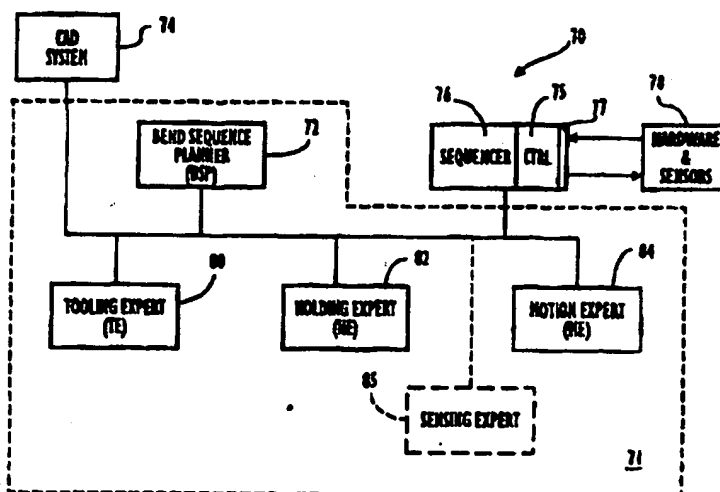 CAD
SYSTEM
74
70
BEND SEQUENCE
PLANNER
(BSP)
72
76
75
77
78
SEQUENCER
CTRL
HARDWARE
&
SENSORS
80
82
84
TOOLING EXPERT
(TE)
HOLDING EXPERT
(HE)
MOTION EXPERT
(ME)
85
SENSING EXPERT
71